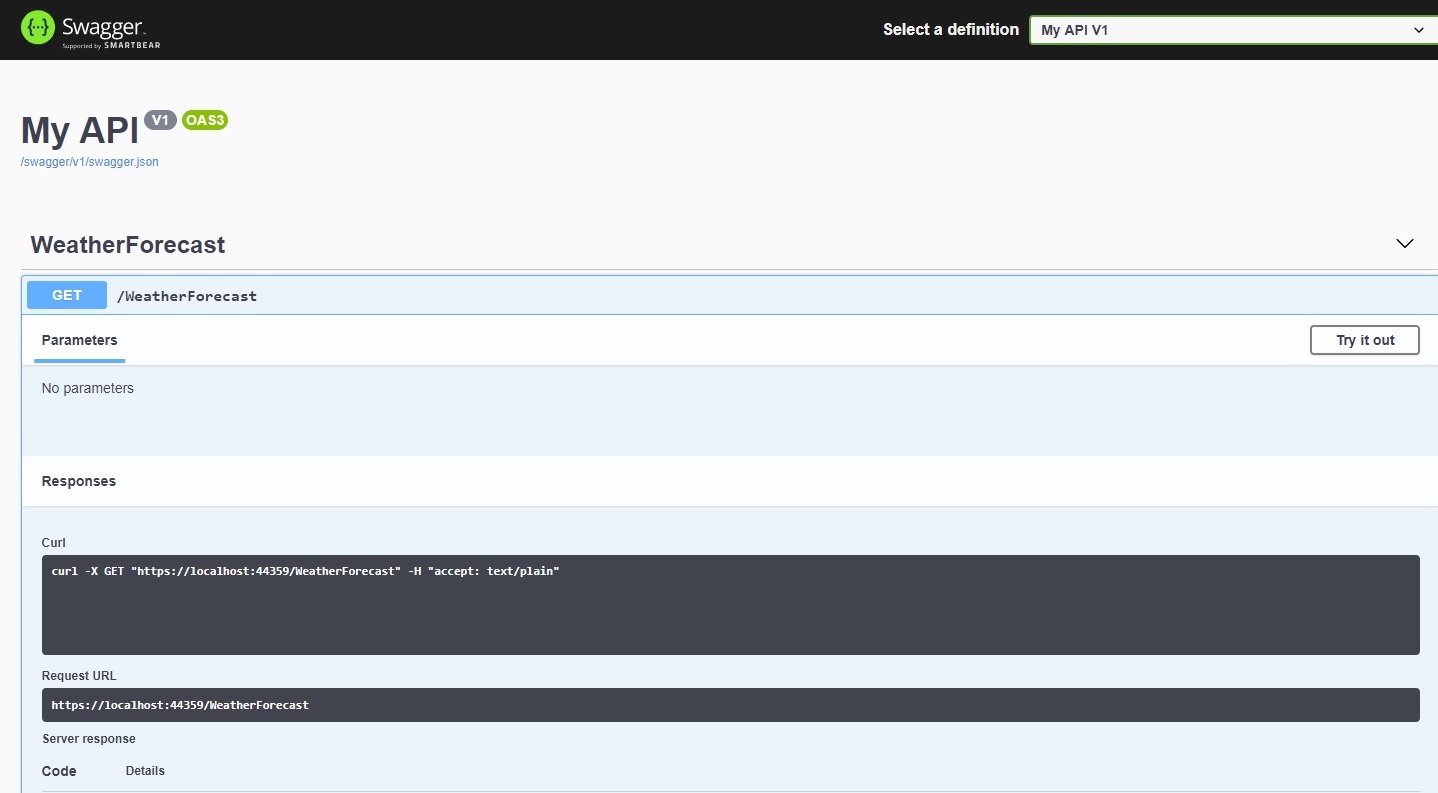 {···} Swagger™
Supported by SMARTBEAR
Select a definition
My API V1
My API V1 OAS3
/swagger/v1/swagger.json
WeatherForecast
GET /WeatherForecast
Parameters
Try it out
No parameters
Responses
Curl
curl -X GET "https://localhost:44359/WeatherForecast" -H "accept: text/plain"
Request URL
https://localhost:44359/WeatherForecast
Server response
Code Details